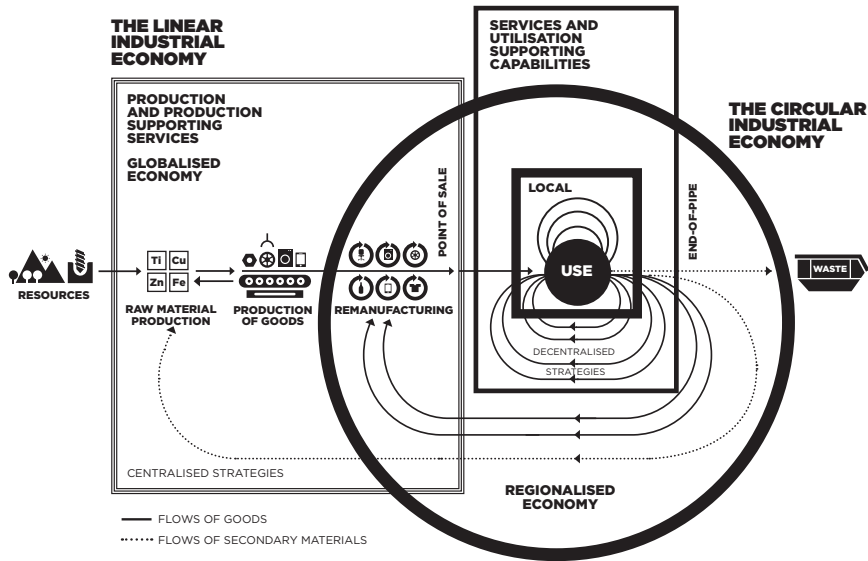 THE LINEAR
INDUSTRIAL
ECONOMY
SERVICES AND
UTILISATION
SUPPORTING
CAPABILITIES
PRODUCTION
AND PRODUCTION
SUPPORTING
SERVICES
GLOBALISED
ECONOMY
THE CIRCULAR
INDUSTRIAL
ECONOMY
POINT OF SALE
LOCAL
END-OF-PIPE
RESOURCES
Ti Cu
Zn Fe
RAW MATERIAL
PRODUCTION
PRODUCTION
OF GOODS
REMANUFACTURING
USE
WASTE
DECENTRALISED
STRATEGIES
CENTRALISED STRATEGIES
REGIONALISED
ECONOMY
FLOWS OF GOODS
FLOWS OF SECONDARY MATERIALS